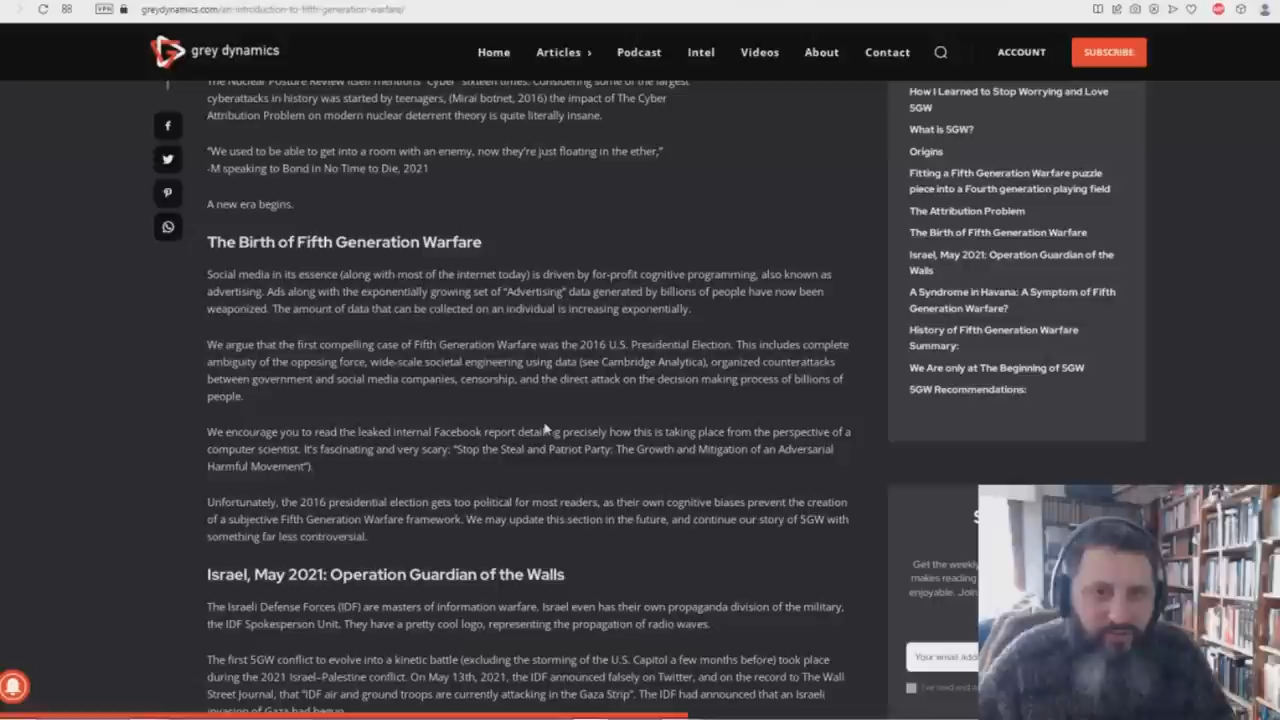 VPN greydynamics.com/an-introduction-to-fifth-generation-warfare/
grey dynamics
Home Articles › Podcast Intel Videos About Contact ACCOUNT SUBSCRIBE
The Nuclear Posture Review itself mentions "Cyber" sixteen times. Considering some of the largest
cyberattacks in history was started by teenagers, (Mirai botnet, 2016) the impact of The Cyber
Attribution Problem on modern nuclear deterrent theory is quite literally insane.
"We used to be able to get into a room with an enemy, now they're just floating in the ether,"
-M speaking to Bond in No Time to Die, 2021
A new era begins.
The Birth of Fifth Generation Warfare
Social media in its essence (along with most of the internet today) is driven by for-profit cognitive programming, also known as
advertising. Ads along with the exponentially growing set of "Advertising" data generated by billions of people have now been
weaponized. The amount of data that can be collected on an individual is increasing exponentially.
We argue that the first compelling case of Fifth Generation Warfare was the 2016 U.S. Presidential Election. This includes complete
ambiguity of the opposing force, wide-scale societal engineering using data (see Cambridge Analytica), organized counterattacks
between government and social media companies, censorship, and the direct attack on the decision making process of billions of
people.
We encourage you to read the leaked internal Facebook report detailing precisely how this is taking place from the perspective of a
computer scientist. It's fascinating and very scary: "Stop the Steal and Patriot Party: The Growth and Mitigation of an Adversarial
Harmful Movement").
Unfortunately, the 2016 presidential election gets too political for most readers, as their own cognitive biases prevent the creation
of a subjective Fifth Generation Warfare framework. We may update this section in the future, and continue our story of 5GW with
something far less controversial.
Israel, May 2021: Operation Guardian of the Walls
The Israeli Defense Forces (IDF) are masters of information warfare. Israel even has their own propaganda division of the military,
the IDF Spokesperson Unit. They have a pretty cool logo, representing the propagation of radio waves.
The first 5GW conflict to evolve into a kinetic battle (excluding the storming of the U.S. Capitol a few months before) took place
during the 2021 Israel–Palestine conflict. On May 13th, 2021, the IDF announced falsely on Twitter, and on the record to The Wall
Street Journal, that "IDF air and ground troops are currently attacking in the Gaza Strip". The IDF had announced that an Israeli
invasion of Gaza had begun.
How I Learned to Stop Worrying and Love
5GW
What is 5GW?
Origins
Fitting a Fifth Generation Warfare puzzle
piece into a Fourth generation playing field
The Attribution Problem
The Birth of Fifth Generation Warfare
Israel, May 2021: Operation Guardian of the
Walls
A Syndrome in Havana: A Symptom of Fifth
Generation Warfare?
History of Fifth Generation Warfare
Summary:
We Are only at The Beginning of 5GW
5GW Recommendations:
S
Get the weekly
makes reading
enjoyable. Join
Your email add
I've read and a